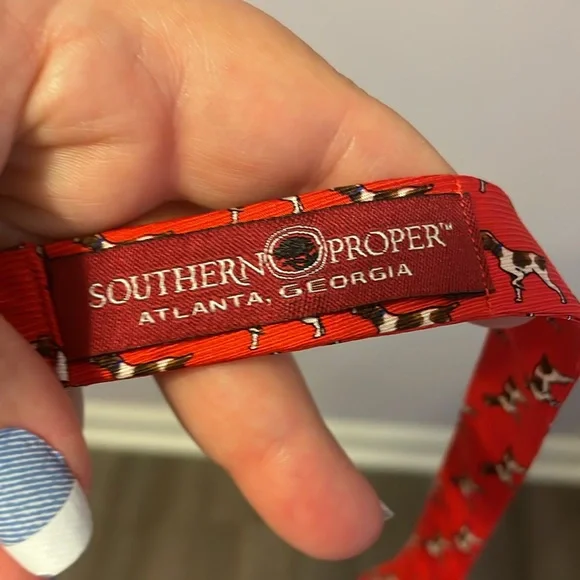 SOUTHERN PROPER™
ATLANTA, GEORGIA